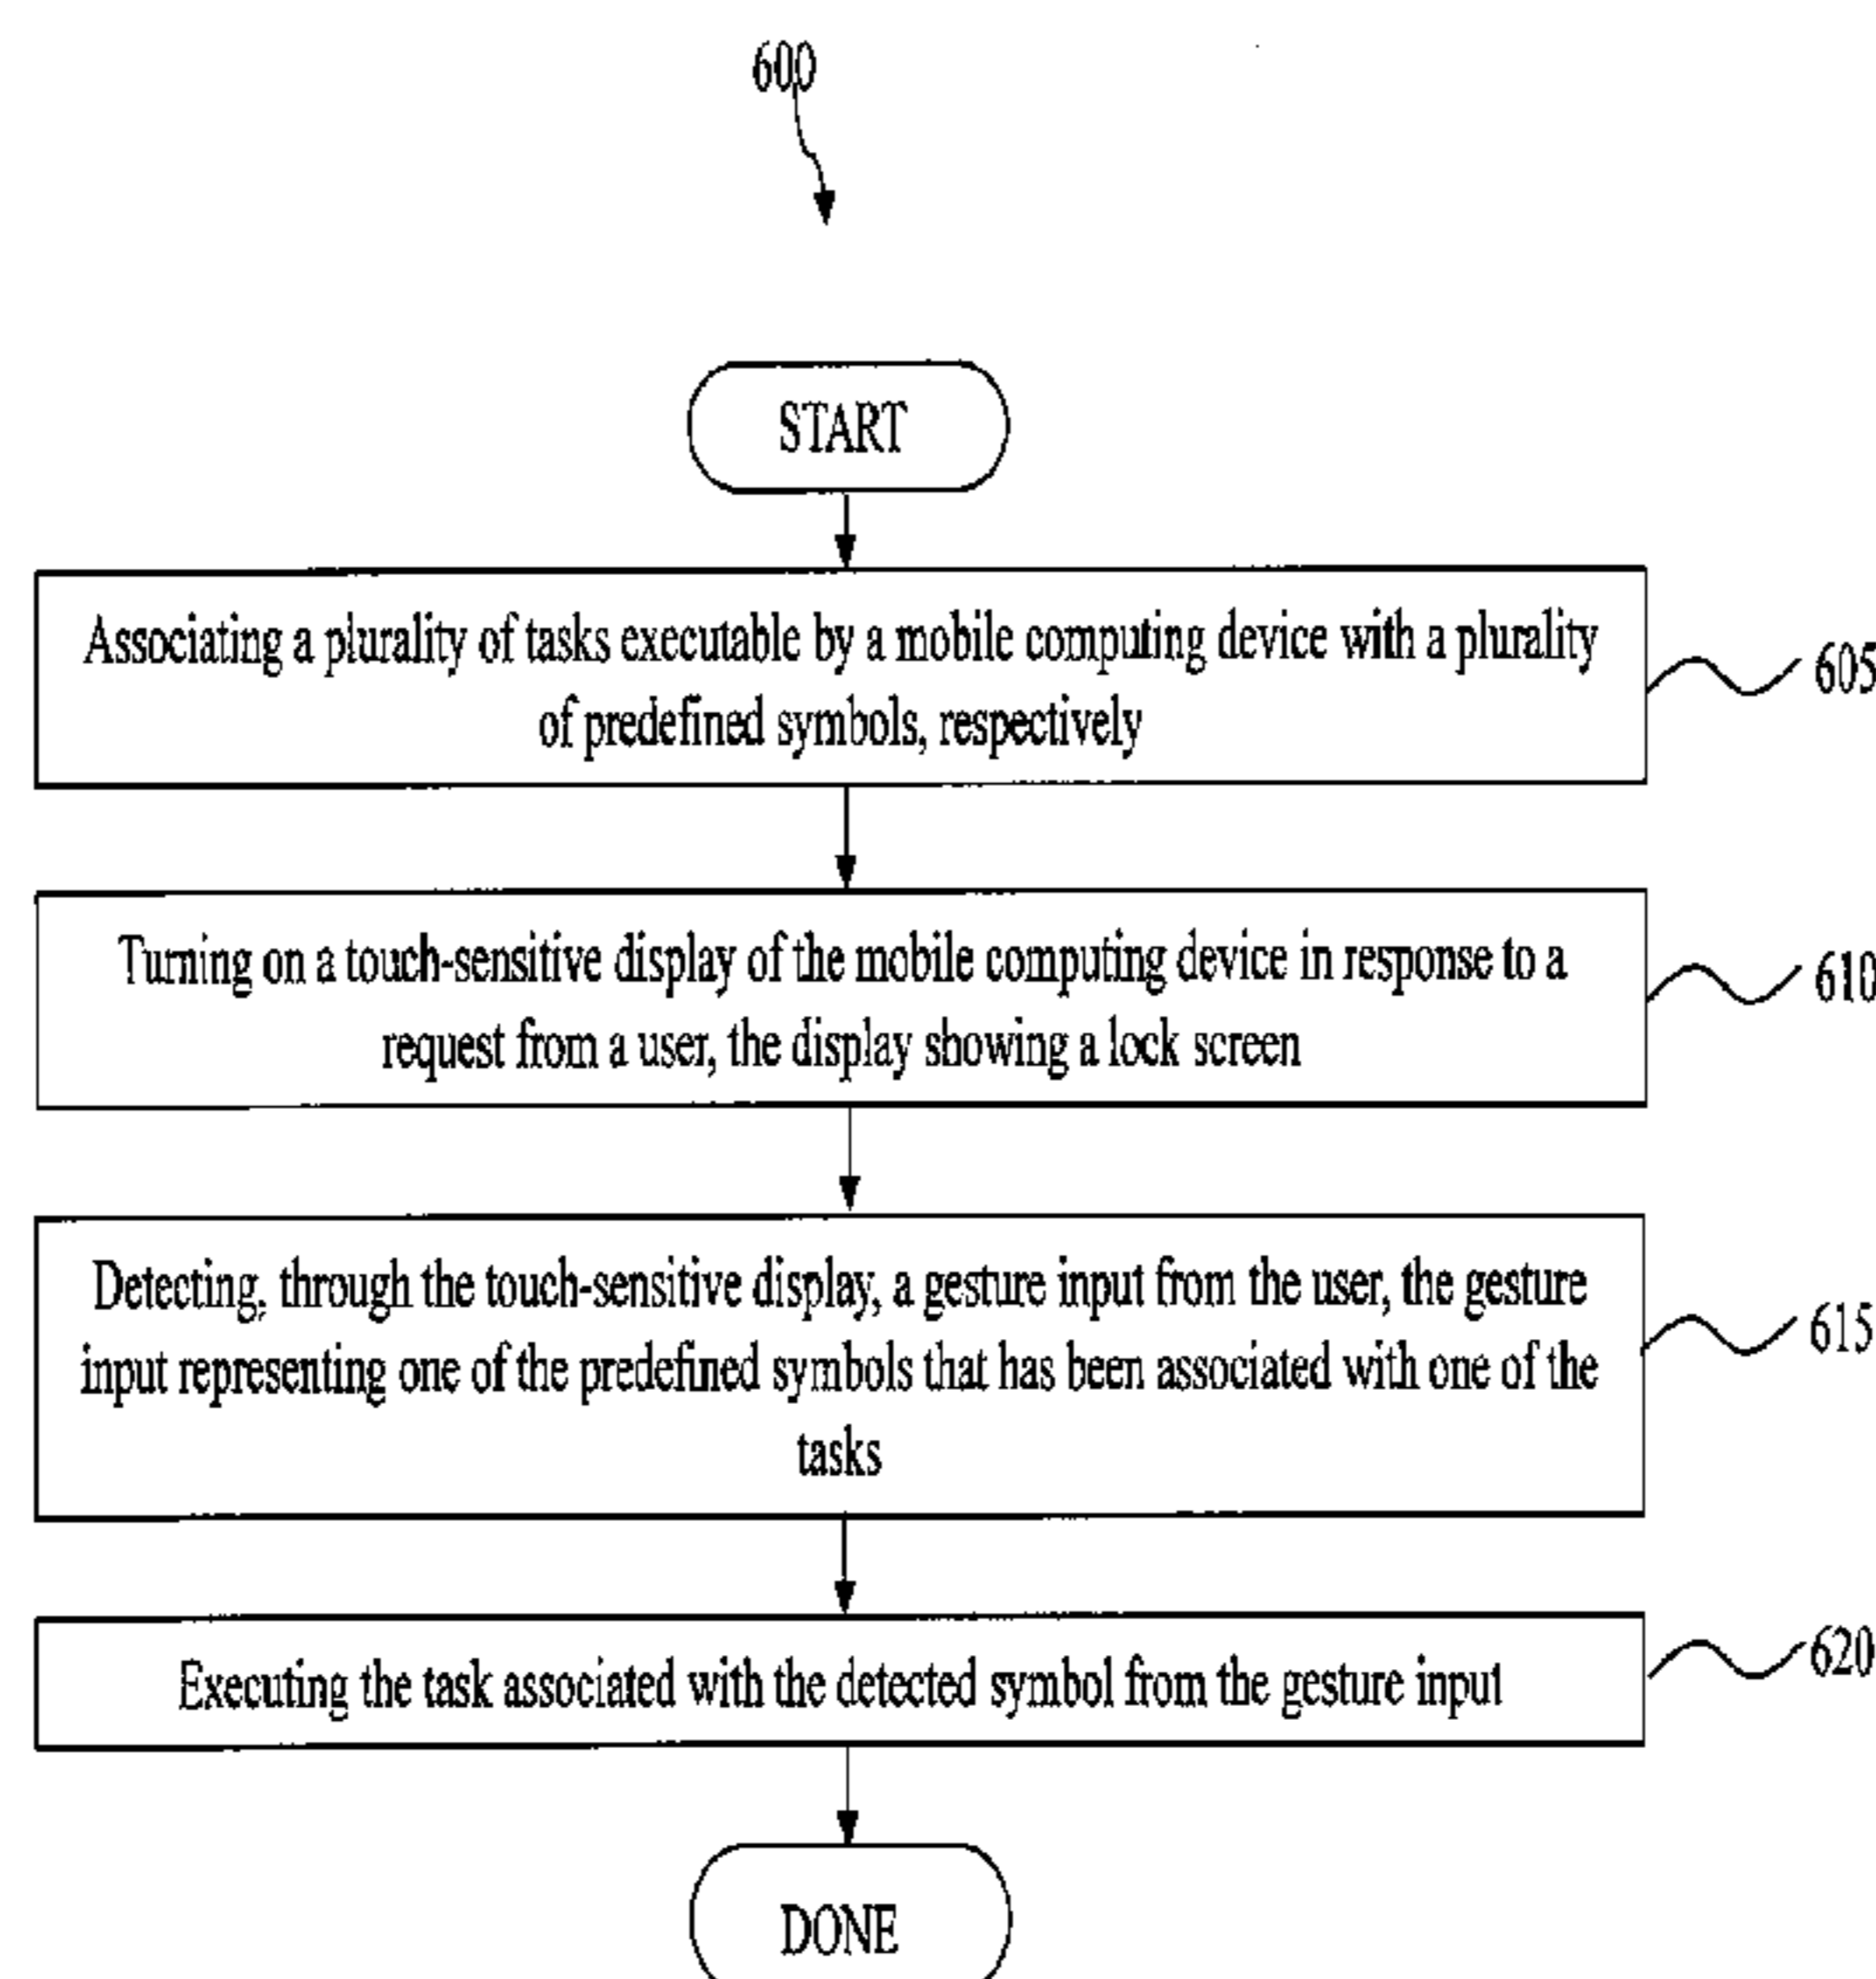 600
START
Associating a plurality of tasks executable by a mobile computing device with a plurality
of predefined symbols, respectively
605
Turning on a touch-sensitive display of the mobile computing device in response to a
request from a user, the display showing a lock screen
610
Detecting, through the touch-sensitive display, a gesture input from the user, the gesture
input representing one of the predefined symbols that has been associated with one of the
tasks
615
Executing the task associated with the detected symbol from the gesture input
620
DONE